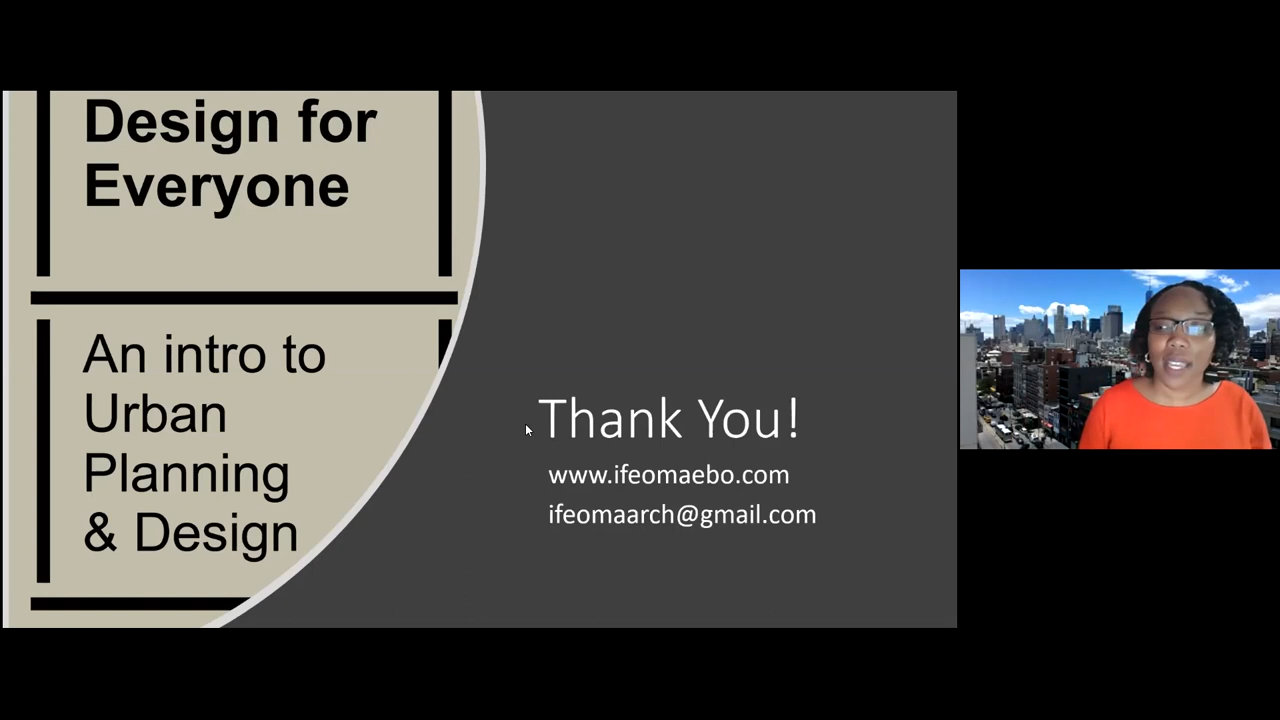 Design for
Everyone
An intro to
Urban
Planning
& Design
Thank You!
www.ifeomaebo.com
ifeomaarch@gmail.com